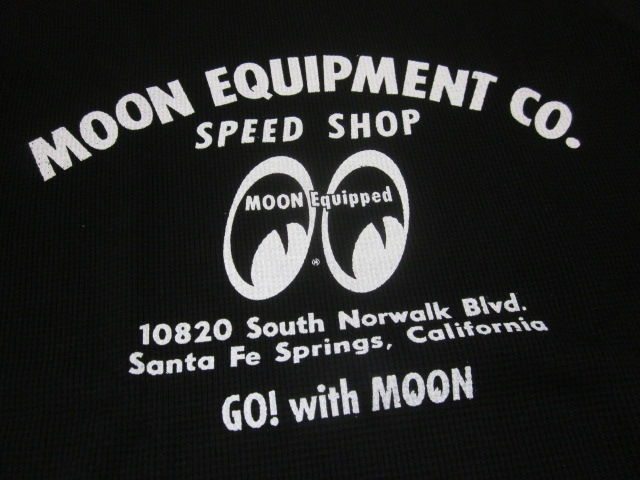 MOON EQUIPMENT CO.
SPEED SHOP
MOON Equipped
®
10820 South Norwalk Blvd.
Santa Fe Springs, California
GO! with MOON